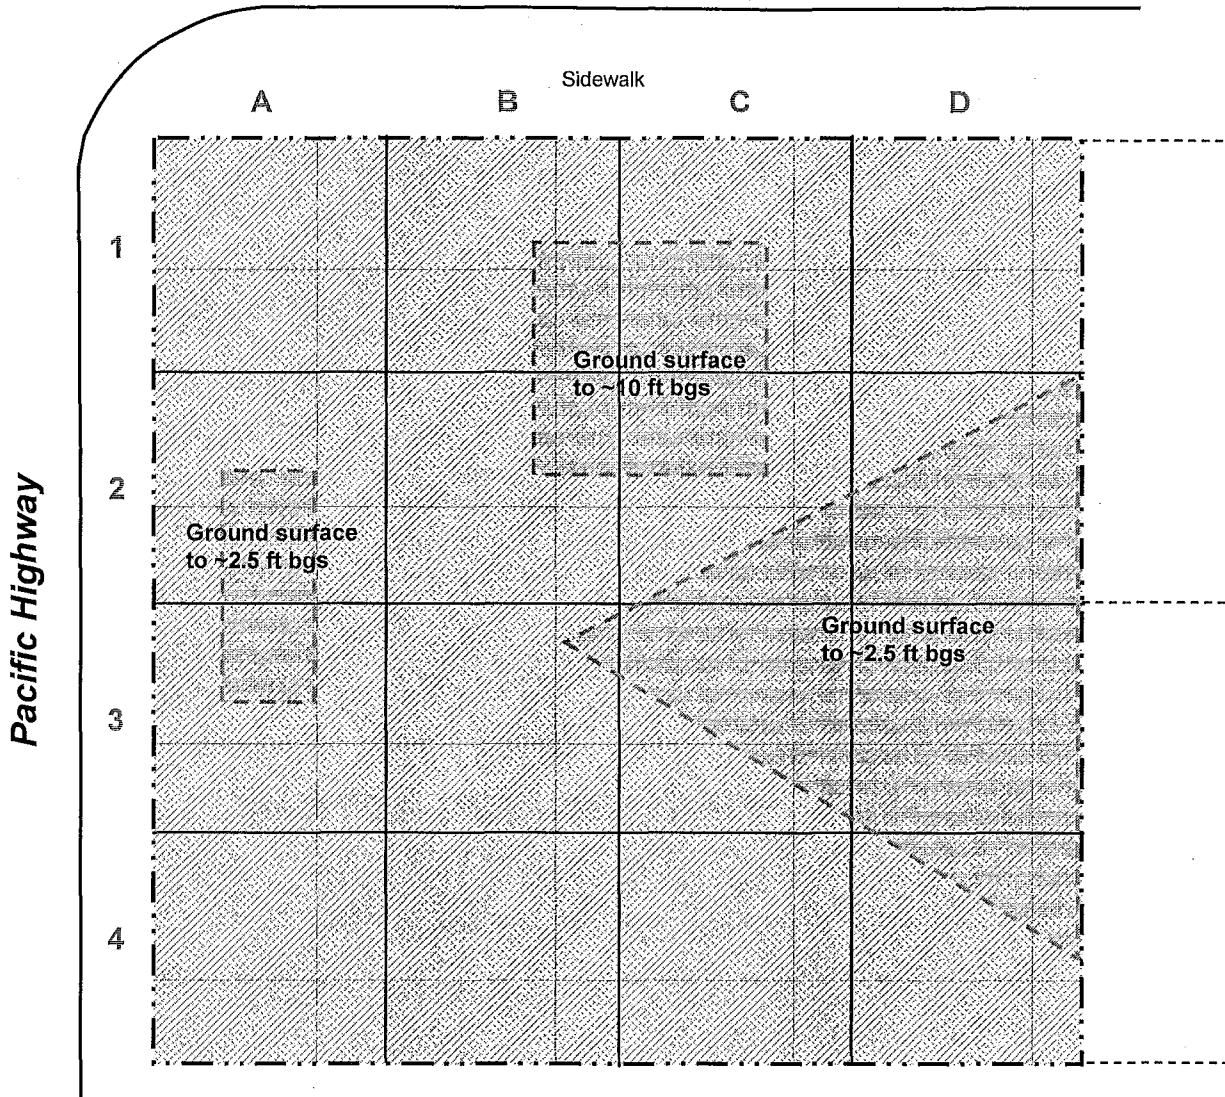 Sidewalk
A
B
C
D
1
Ground surface
to ~10 ft bgs
2
Ground surface
to ~2.5 ft bgs
Pacific Highway
Ground surface
to ~2.5 ft bgs
3
4